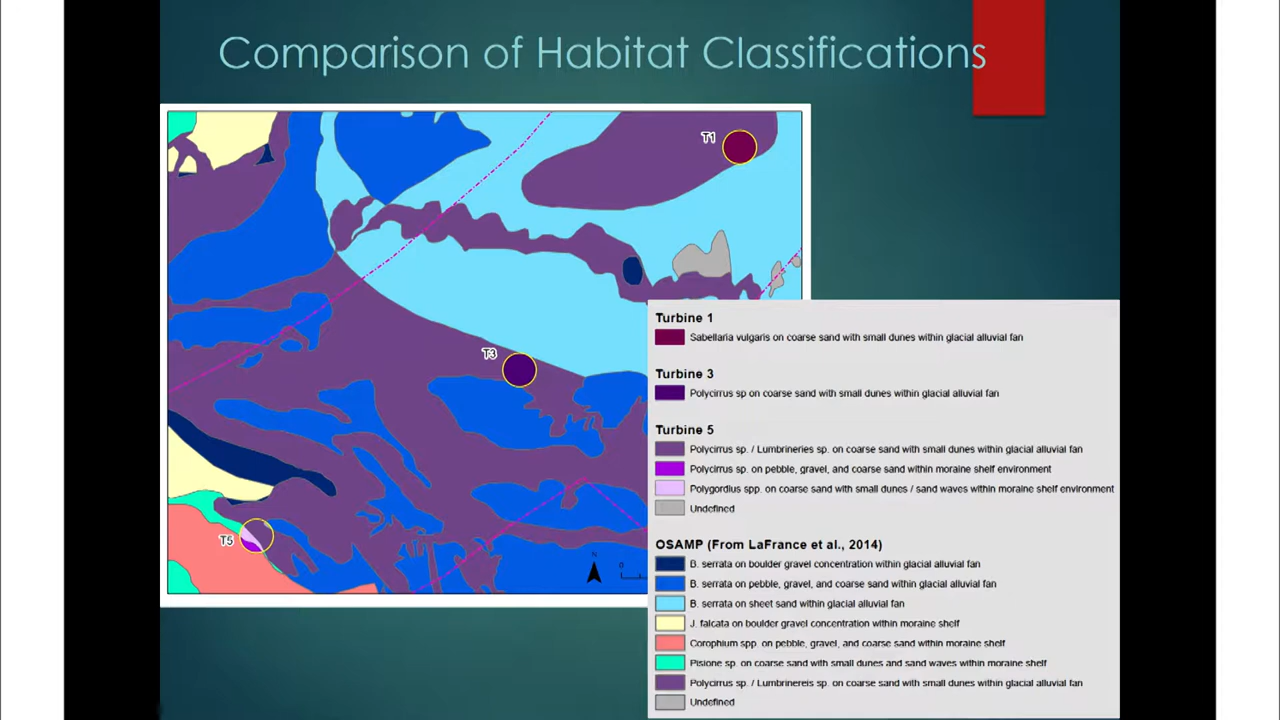 Comparison of Habitat Classifications
T1
T3
T5
N
0
Turbine 1
Sabellaria vulgaris on coarse sand with small dunes within glacial alluvial fan
Turbine 3
Polycirrus sp on coarse sand with small dunes within glacial alluvial fan
Turbine 5
Polycirrus sp. / Lumbrineries sp. on coarse sand with small dunes within glacial alluvial fan
Polycirrus sp. on pebble, gravel, and coarse sand within moraine shelf environment
Polygordius spp. on coarse sand with small dunes / sand waves within moraine shelf environment
Undefined
OSAMP (From LaFrance et al., 2014)
B. serrata on boulder gravel concentration within glacial alluvial fan
B. serrata on pebble, gravel, and coarse sand within glacial alluvial fan
B. serrata on sheet sand within glacial alluvial fan
J. falcata on boulder gravel concentration within moraine shelf
Corophium spp. on pebble, gravel, and coarse sand within moraine shelf
Pisione sp. on coarse sand with small dunes and sand waves within moraine shelf
Polycirrus sp. / Lumbrinereis sp. on coarse sand with small dunes within glacial alluvial fan
Undefined